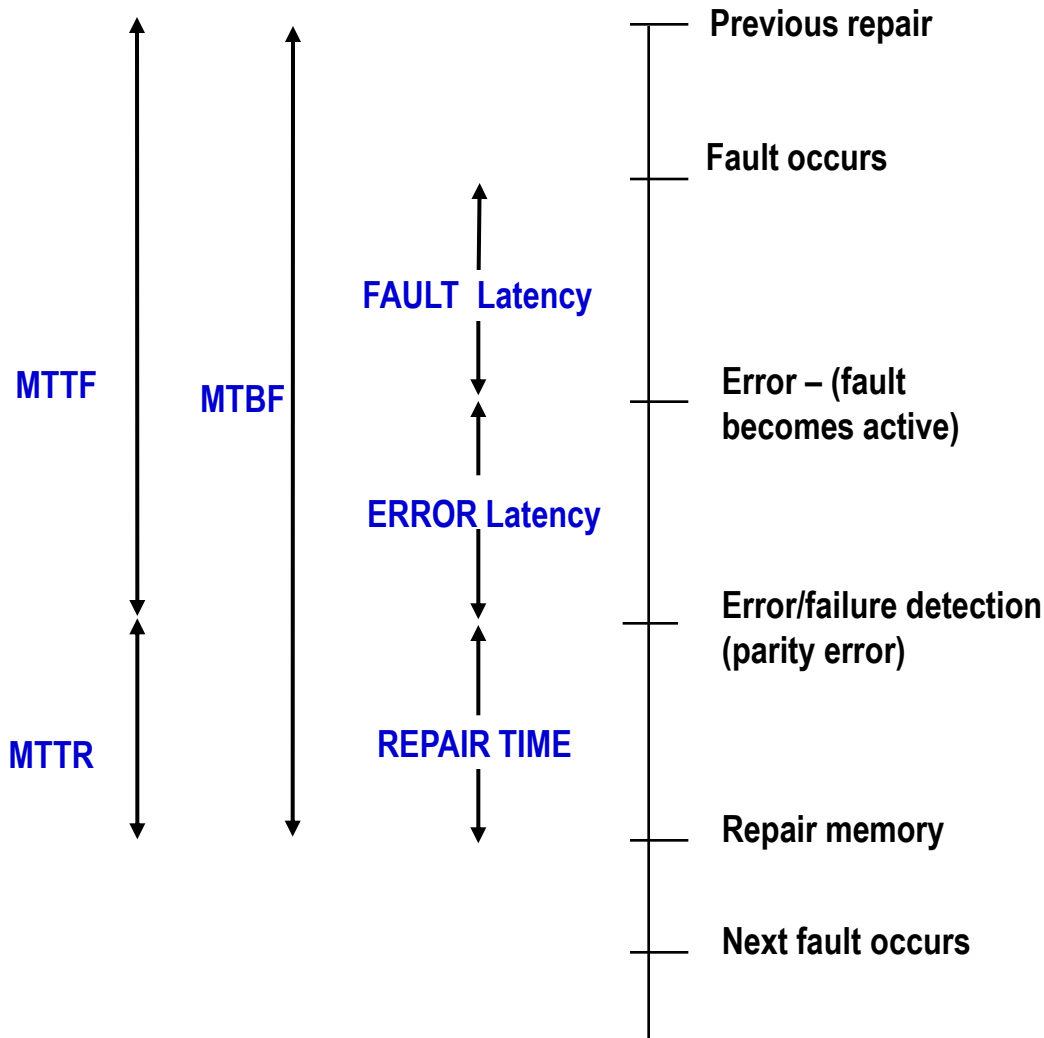 Previous repair
Fault occurs
FAULT Latency
MTTF
MTBF
Error – (fault
becomes active)
ERROR Latency
Error/failure detection
(parity error)
MTTR
REPAIR TIME
Repair memory
Next fault occurs